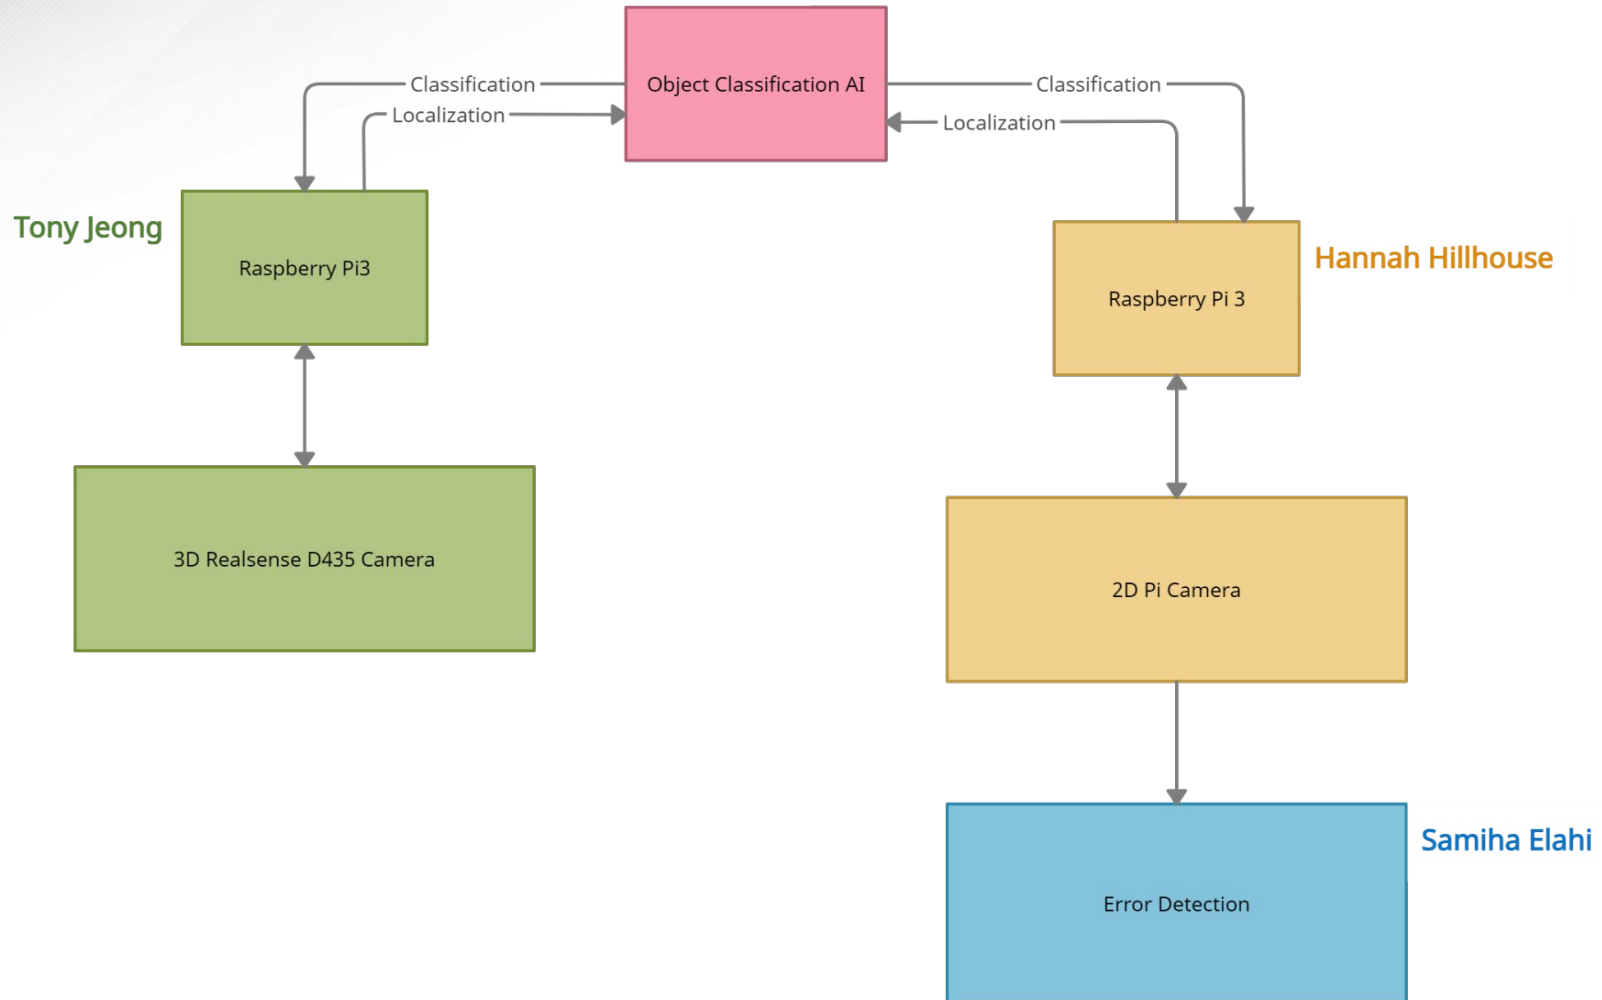 Object Classification AI
Classification
Classification
Localization
Localization
Tony Jeong
Raspberry Pi3
Hannah Hillhouse
Raspberry Pi 3
3D Realsense D435 Camera
2D Pi Camera
Samiha Elahi
Error Detection